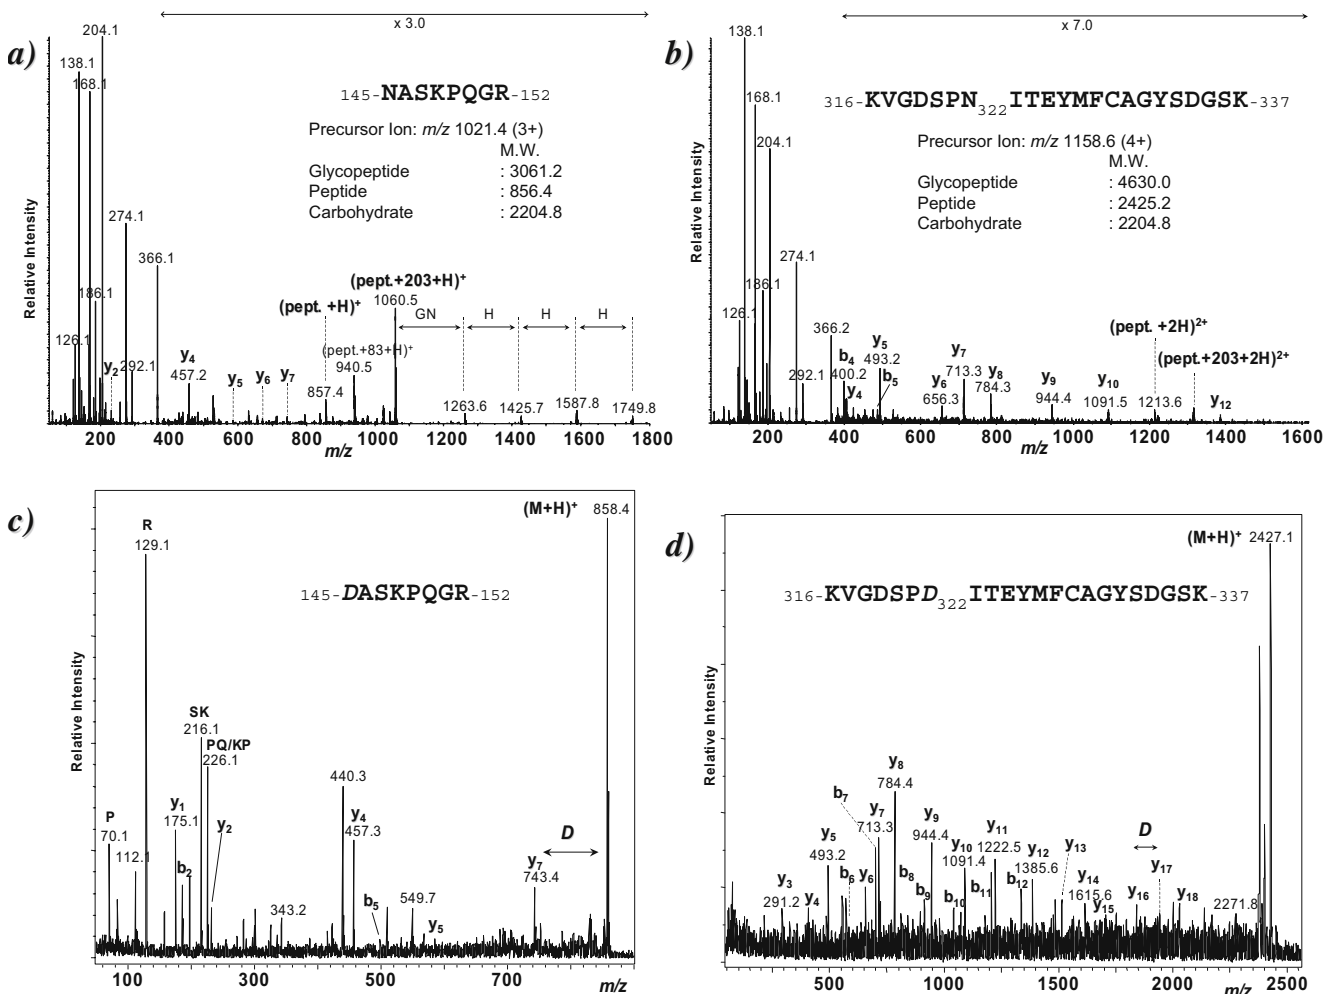 a)
x 3.0
204.1
138.1
168.1
145-NASKPQGR-152
Precursor Ion: m/z 1021.4 (3+)
M.W.
Glycopeptide : 3061.2
Peptide : 856.4
Carbohydrate : 2204.8
274.1
366.1
186.1
126.1
292.1
y2
y4
457.2
y5
y6
y7
(pept. +H)+
857.4
(pept.+83+H)+
940.5
(pept.+203+H)+
1060.5
GN H H H
1263.6 1425.7 1587.8 1749.8
Relative Intensity
200 400 600 800 1000 1200 1400 1600 1800
m/z
b)
x 7.0
138.1
168.1
204.1
316-KVGDSPN322ITEYMFCAGYSDGSK-337
Precursor Ion: m/z 1158.6 (4+)
M.W.
Glycopeptide : 4630.0
Peptide : 2425.2
Carbohydrate : 2204.8
274.1
186.1
126.1
366.2
292.1
b4
400.2
y4
y5
493.2
b5
y6
656.3
y7
713.3
y8
784.3
y9
944.4
y10
1091.5
(pept. +2H)2+
1213.6
(pept.+203+2H)2+
y12
Relative Intensity
200 400 600 800 1000 1200 1400 1600
m/z
c)
(M+H)+ 858.4
R
129.1
145-DASKPQGR-152
SK
216.1
PQ/KP
226.1
P
70.1
112.1
y1
175.1
b2
y2
343.2
440.3
y4
457.3
b5
549.7
y5
y7
743.4
D
Relative Intensity
100 300 500 700
m/z
d)
(M+H)+ 2427.1
316-KVGDSPD322ITEYMFCAGYSDGSK-337
y3
291.2
y4
y5
493.2
b6
y6
b7
y7
713.3
y8
784.4
b8
b9
y9
944.4
b10
y10
1091.4
b11
y11
1222.5
b12
y12
1385.6
y13
y14
1615.6
y15
D
y16
y17
y18
2271.8
Relative Intensity
500 1000 1500 2000 2500
m/z